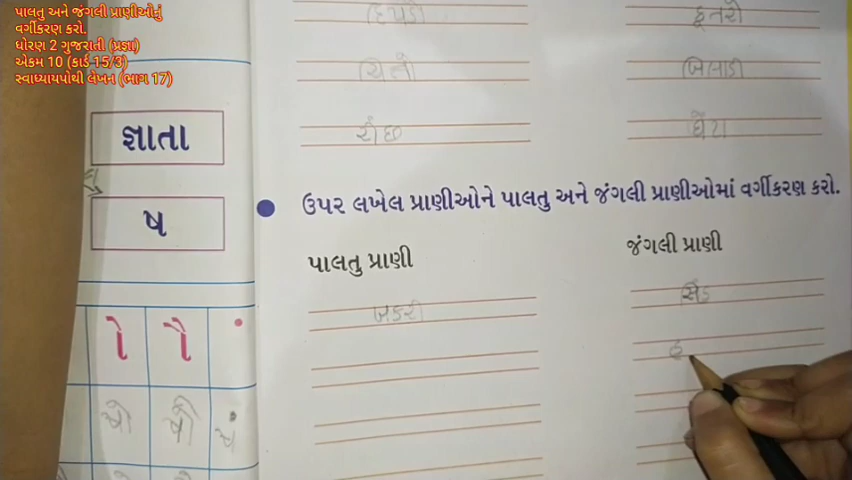 પાલતુ અને જંગલી પ્રાણીઓનું
વર્ગીકરણ કરો.
ધોરણ 2 ગુજરાતી (પ્રજ્ઞા)
એકમ 10 (કાર્ડ 15/3)
સ્વાધ્યાયપોથી લેખન (ભાગ 17)
દિપડો
કૂતરો
ચિત્તો
બિલાડી
રીંછ
ઘેંટા
જ્ઞાતા
ષ
ઉપર લખેલ પ્રાણીઓને પાલતુ અને જંગલી પ્રાણીઓમાં વર્ગીકરણ કરો.
પાલતુ પ્રાણી
જંગલી પ્રાણી
બકરી